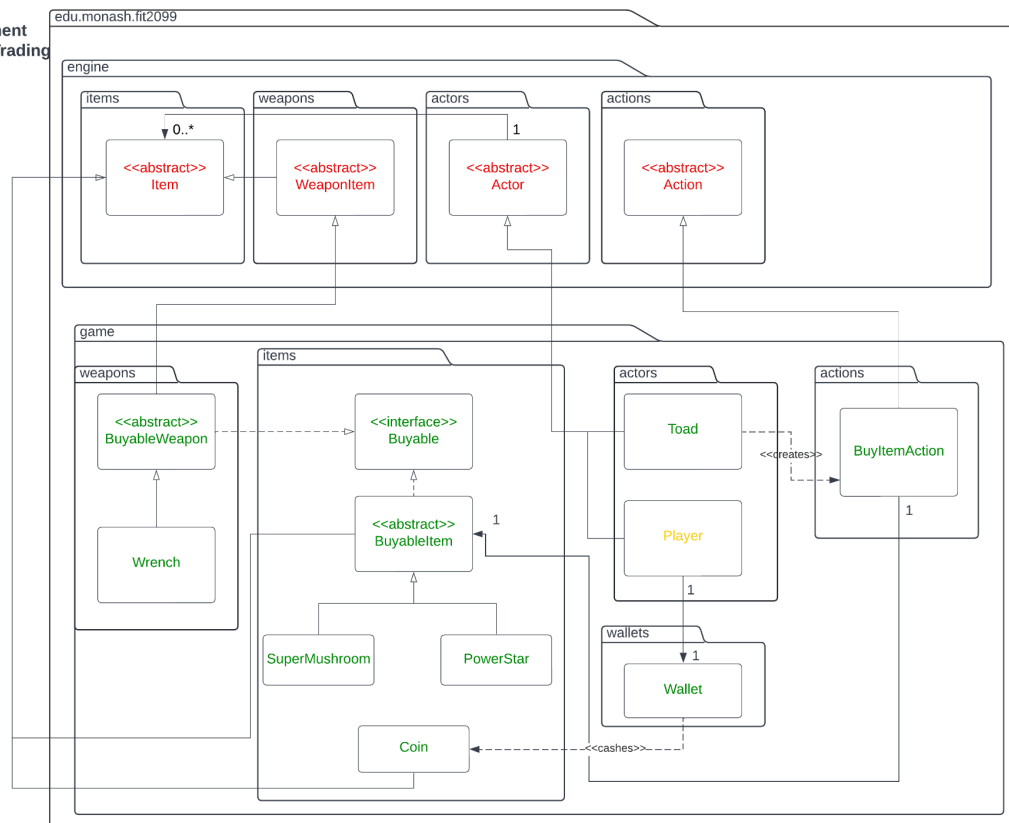 edu.monash.fit2099
Trading
engine
items
weapons
actors
actions
0..*
1
<<abstract>>
Item
<<abstract>>
WeaponItem
<<abstract>>
Actor
<<abstract>>
Action
game
items
weapons
actors
actions
<<abstract>>
BuyableWeapon
<<interface>>
Buyable
Toad
<<creates>>
BuyItemAction
<<abstract>>
BuyableItem
1
1
Wrench
Player
1
wallets
1
SuperMushroom
PowerStar
Wallet
Coin
<<cashes>>